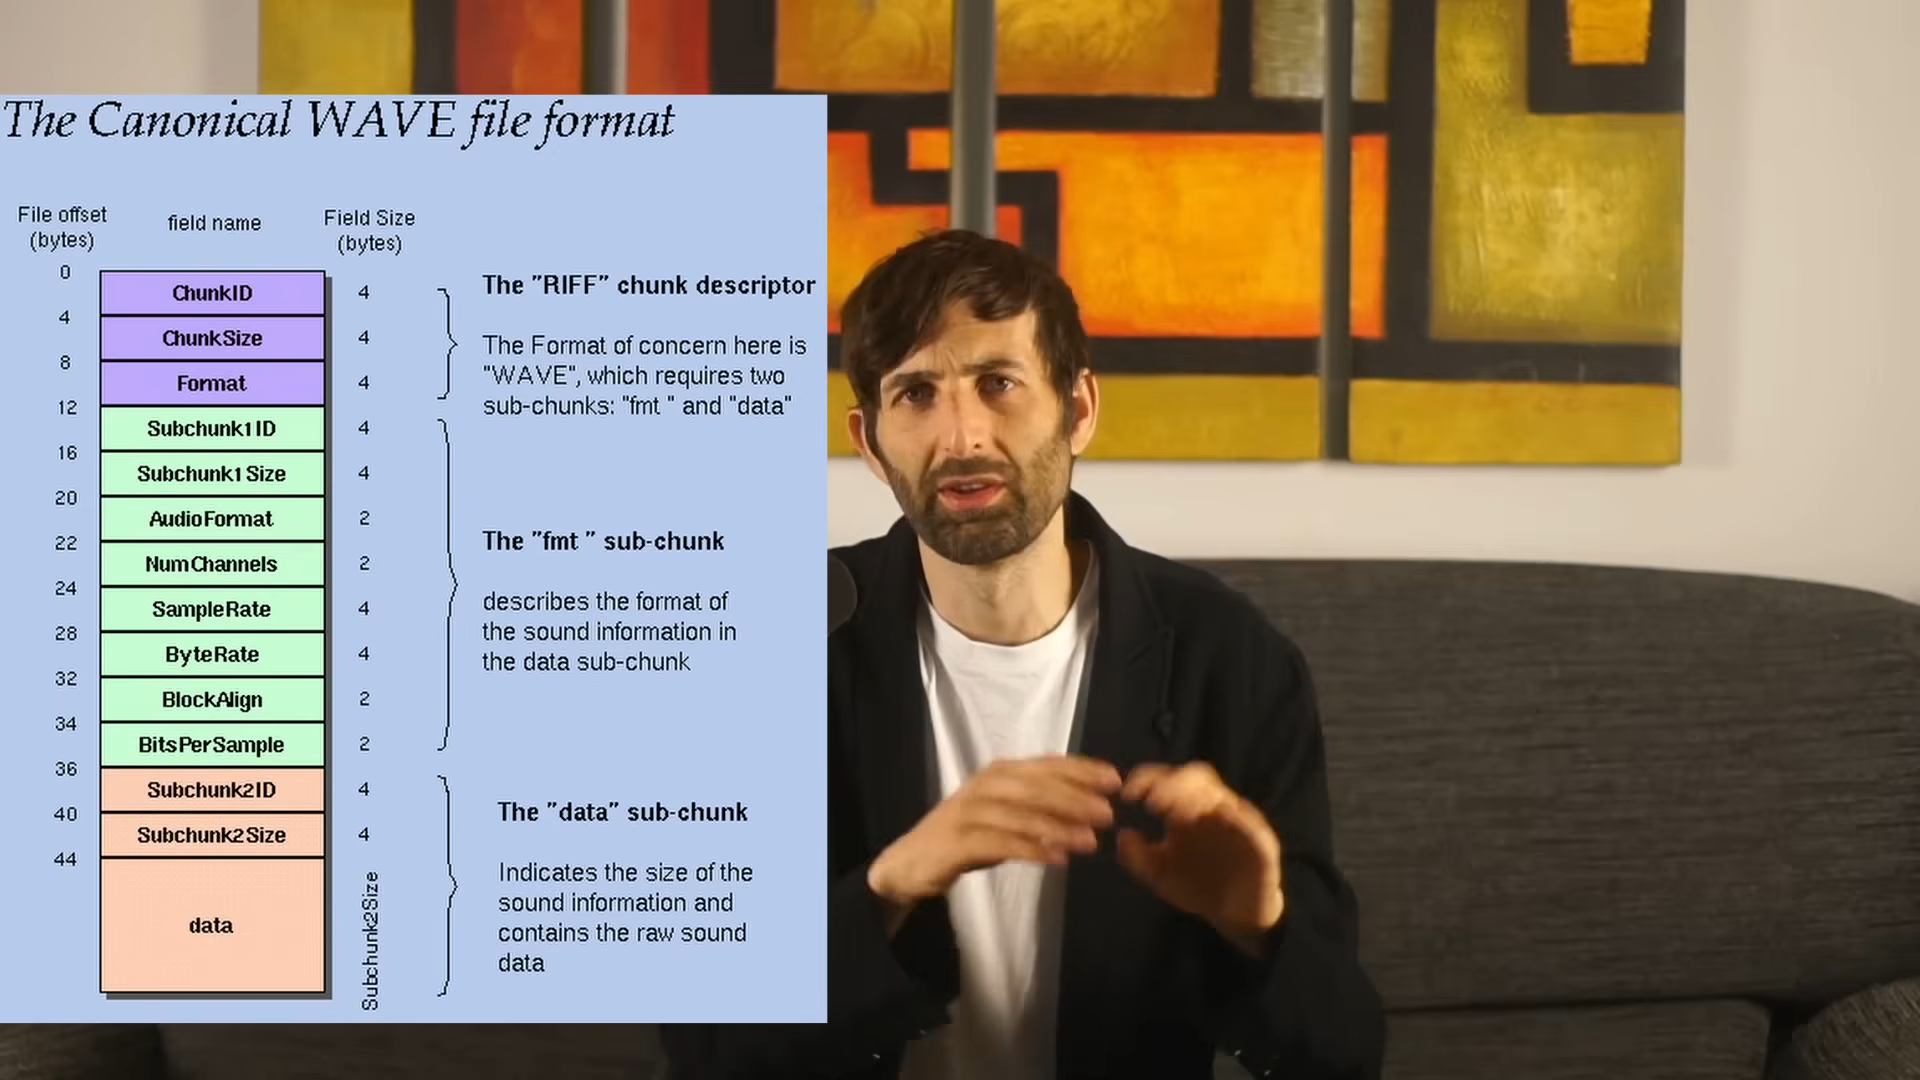 The Canonical WAVE file format
File offset
(bytes)
field name
Field Size
(bytes)
0
ChunkID
4
4
ChunkSize
4
8
Format
4
12
Subchunk1ID
4
16
Subchunk1Size
4
20
AudioFormat
2
22
NumChannels
2
24
SampleRate
4
28
ByteRate
4
32
BlockAlign
2
34
BitsPerSample
2
36
Subchunk2ID
4
40
Subchunk2Size
4
44
data
Subchunk2Size
The "RIFF" chunk descriptor
The Format of concern here is
"WAVE", which requires two
sub-chunks: "fmt " and "data"
The "fmt " sub-chunk
describes the format of
the sound information in
the data sub-chunk
The "data" sub-chunk
Indicates the size of the
sound information and
contains the raw sound
data